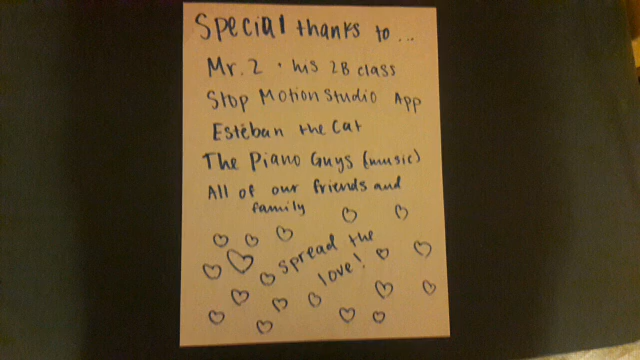 Special thanks to...
Mr. Z • his 2B class
Stop Motion Studio App
Esteban the Cat
The Piano Guys (music)
All of our friends and
family
spread the
love!